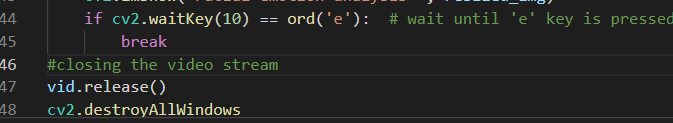 44 if cv2.waitKey(10) == ord('e'): # wait until 'e' key is pressed
45 break
46 #closing the video stream
47 vid.release()
48 cv2.destroyAllWindows